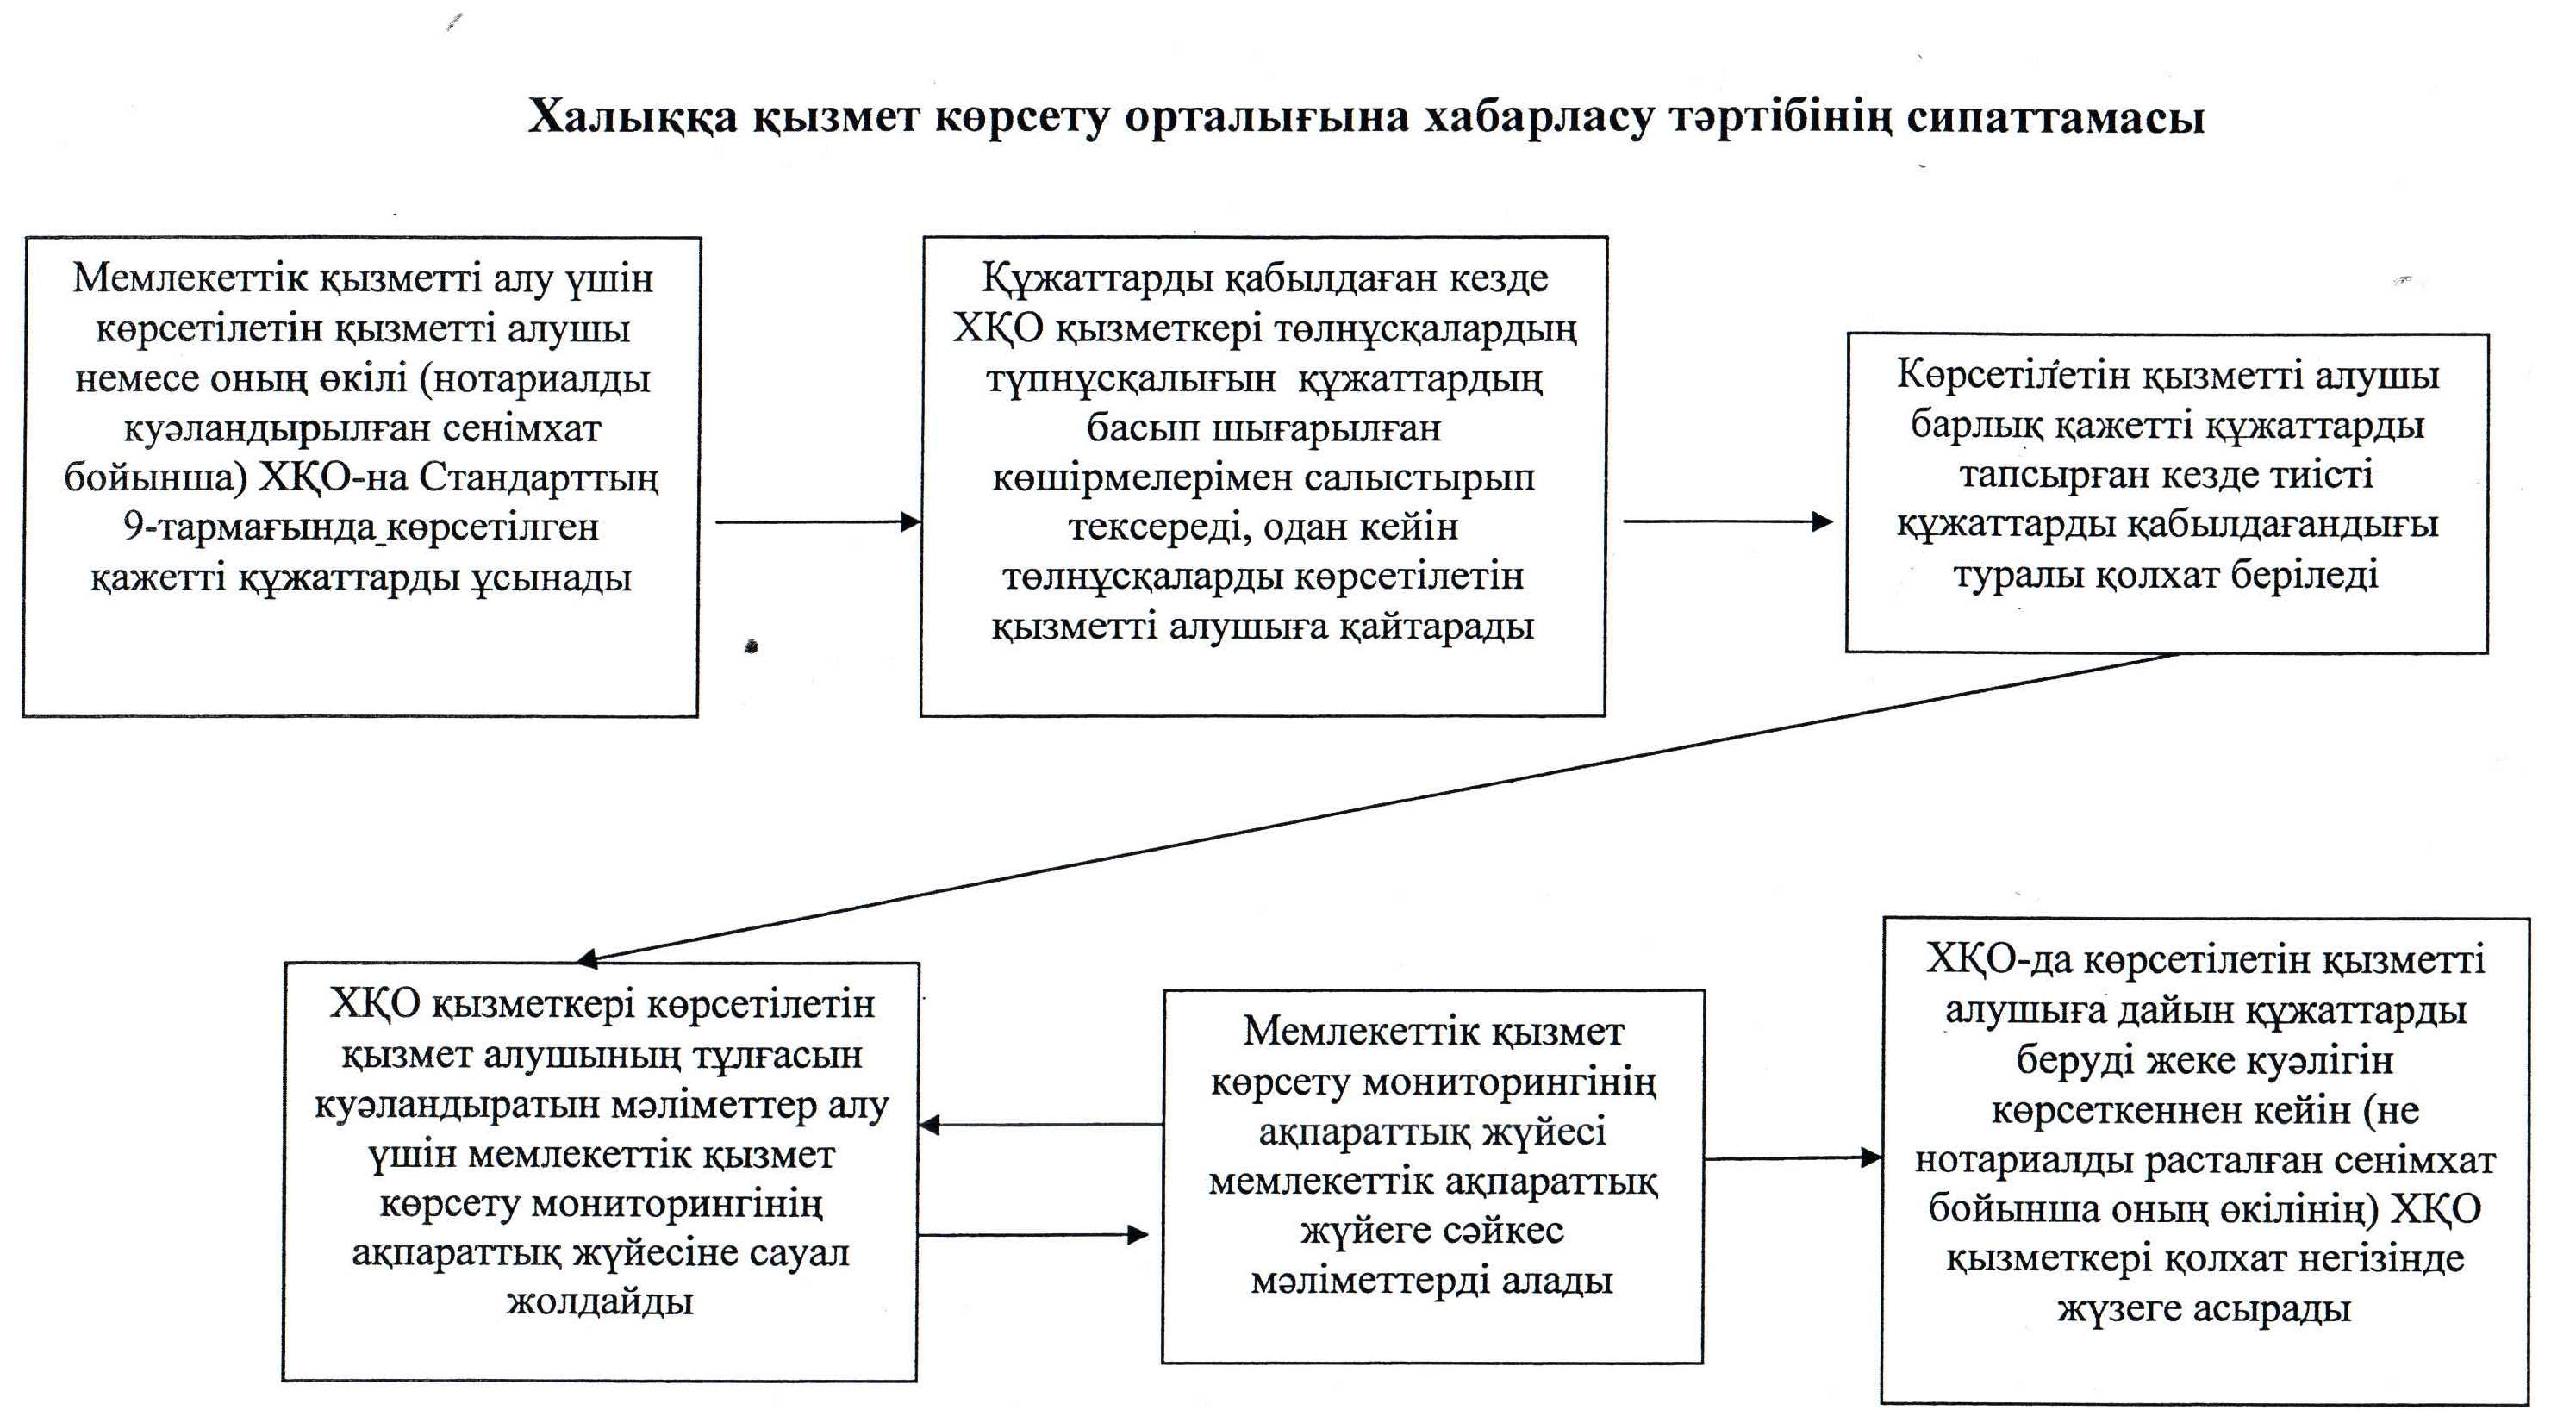 Халыққа қызмет көрсету орталығына хабарласу тәртібінің сипаттамасы
Мемлекеттік қызметті алу үшін
көрсетілетін қызметті алушы
немесе оның өкілі (нотариалды
куәландырылған сенімхат
бойынша) ХҚО-на Стандарттың
9-тармағында көрсетілген
қажетті құжаттарды ұсынады
Құжаттарды қабылдаған кезде
ХҚО қызметкері төлнұсқалардың
түпнұсқалығын құжаттардың
басып шығарылған
көшірмелерімен салыстырып
тексереді, одан кейін
төлнұсқаларды көрсетілетін
қызметті алушыға қайтарады
Көрсетілетін қызметті алушы
барлық қажетті құжаттарды
тапсырған кезде тиісті
құжаттарды қабылдағандығы
туралы қолхат беріледі
ХҚО қызметкері көрсетілетін
қызмет алушының тұлғасын
куәландыратын мәліметтер алу
үшін мемлекеттік қызмет
көрсету мониторингінің
ақпараттық жүйесіне сауал
жолдайды
Мемлекеттік қызмет
көрсету мониторингінің
ақпараттық жүйесі
мемлекеттік ақпараттық
жүйеге сәйкес
мәліметтерді алады
ХҚО-да көрсетілетін қызметті
алушыға дайын құжаттарды
беруді жеке куәлігін
көрсеткеннен кейін (не
нотариалды расталған сенімхат
бойынша оның өкілінің) ХҚО
қызметкері қолхат негізінде
жүзеге асырады